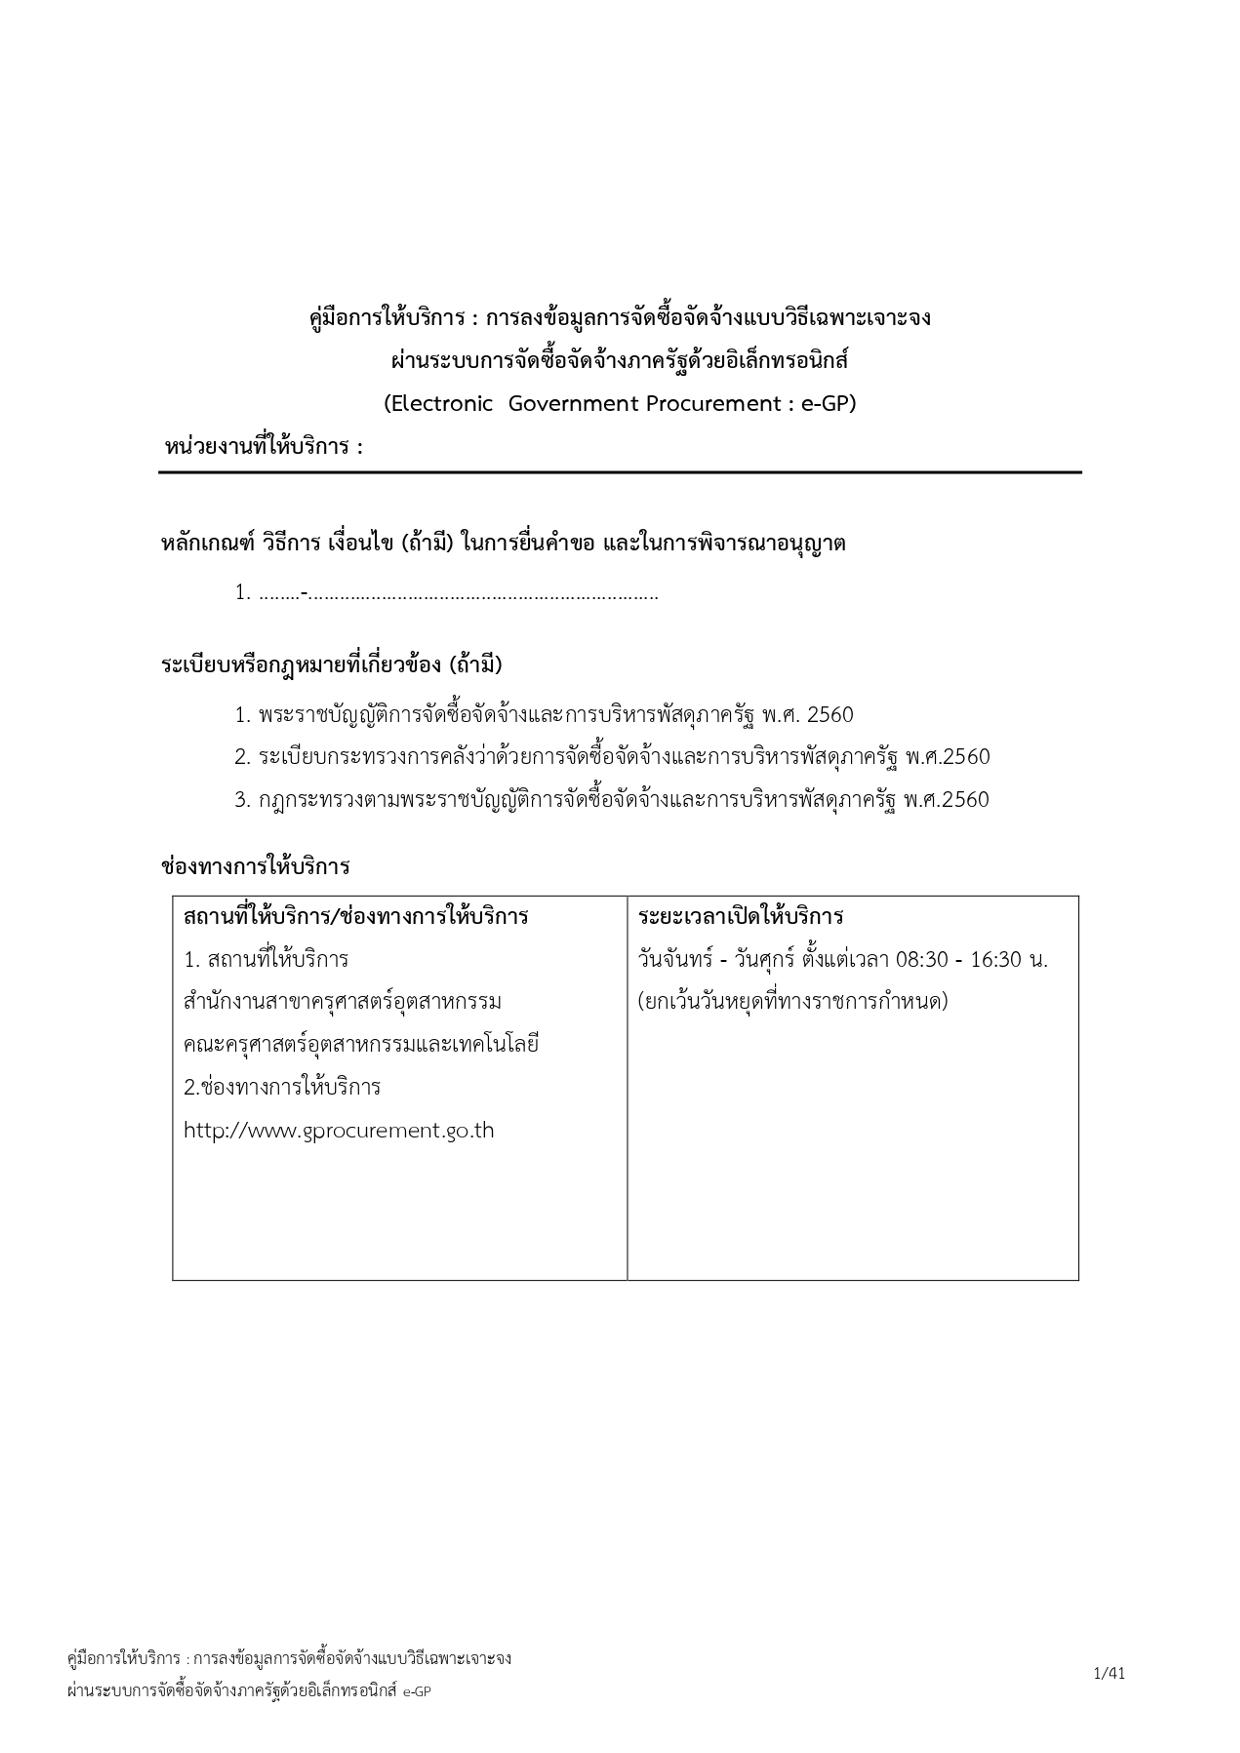 คู่มือการให้บริการ : การลงข้อมูลการจัดซื้อจัดจ้างแบบวิธีเฉพาะเจาะจง
ผ่านระบบการจัดซื้อจัดจ้างภาครัฐด้วยอิเล็กทรอนิกส์
(Electronic  Government Procurement : e-GP)
หน่วยงานที่ให้บริการ :
หลักเกณฑ์ วิธีการ เงื่อนไข (ถ้ามี) ในการยื่นคำขอ และในการพิจารณาอนุญาต
1. ........-...................................................................
ระเบียบหรือกฎหมายที่เกี่ยวข้อง (ถ้ามี)
1. พระราชบัญญัติการจัดซื้อจัดจ้างและการบริหารพัสดุภาครัฐ พ.ศ. 2560
2. ระเบียบกระทรวงการคลังว่าด้วยการจัดซื้อจัดจ้างและการบริหารพัสดุภาครัฐ พ.ศ.2560
3. กฎกระทรวงตามพระราชบัญญัติการจัดซื้อจัดจ้างและการบริหารพัสดุภาครัฐ พ.ศ.2560
ช่องทางการให้บริการ
สถานที่ให้บริการ/ช่องทางการให้บริการ
1. สถานที่ให้บริการ
สำนักงานสาขาครุศาสตร์อุตสาหกรรม
คณะครุศาสตร์อุตสาหกรรมและเทคโนโลยี
2.ช่องทางการให้บริการ
http://www.gprocurement.go.th
ระยะเวลาเปิดให้บริการ
วันจันทร์ - วันศุกร์ ตั้งแต่เวลา 08:30 - 16:30 น.
(ยกเว้นวันหยุดที่ทางราชการกำหนด)
คู่มือการให้บริการ : การลงข้อมูลการจัดซื้อจัดจ้างแบบวิธีเฉพาะเจาะจง
ผ่านระบบการจัดซื้อจัดจ้างภาครัฐด้วยอิเล็กทรอนิกส์ e-GP
1/41